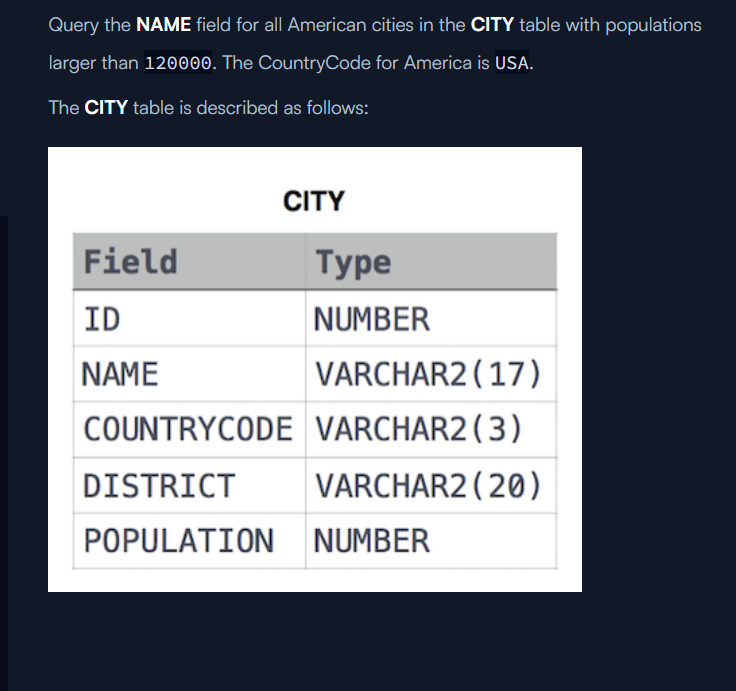 Query the NAME field for all American cities in the CITY table with populations
larger than 120000. The CountryCode for America is USA.
The CITY table is described as follows:
CITY
Field Type
ID NUMBER
NAME VARCHAR2(17)
COUNTRYCODE VARCHAR2(3)
DISTRICT VARCHAR2(20)
POPULATION NUMBER